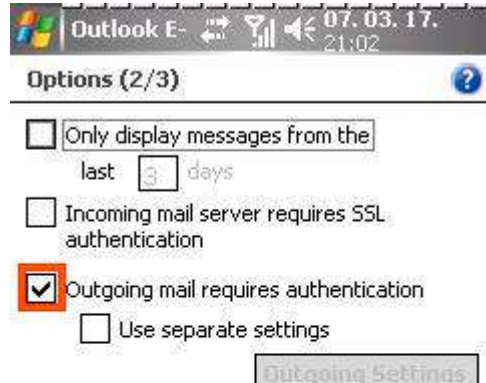 Outlook E- 07. 03. 17.
21:02
Options (2/3)
Only display messages from the
last 3 days
Incoming mail server requires SSL
authentication
Outgoing mail requires authentication
Use separate settings
Outgoing Settings